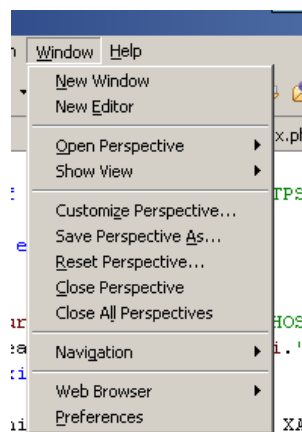 Window Help
New Window
New Editor
Open Perspective
Show View
Customize Perspective...
Save Perspective As...
Reset Perspective...
Close Perspective
Close All Perspectives
Navigation
Web Browser
Preferences